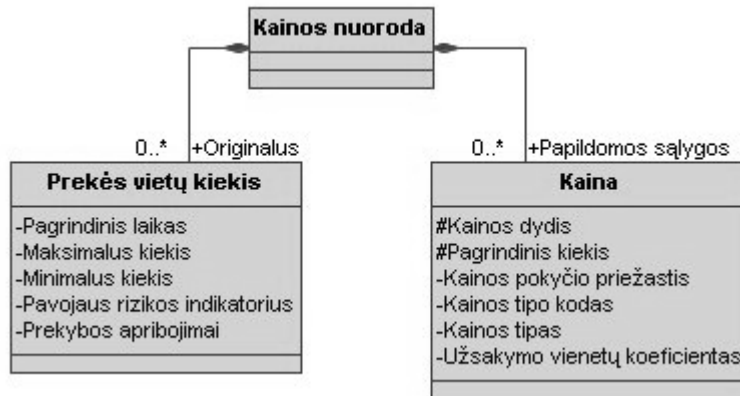 Kainos nuoroda
0..* +Originalus
0..* +Papildomos sąlygos
Prekės vietų kiekis
-Pagrindinis laikas
-Maksimalus kiekis
-Minimalus kiekis
-Pavojaus rizikos indikatorius
-Prekybos apribojimai
Kaina
#Kainos dydis
#Pagrindinis kiekis
-Kainos pokyčio priežastis
-Kainos tipo kodas
-Kainos tipas
-Užsakymo vienetų koeficientas